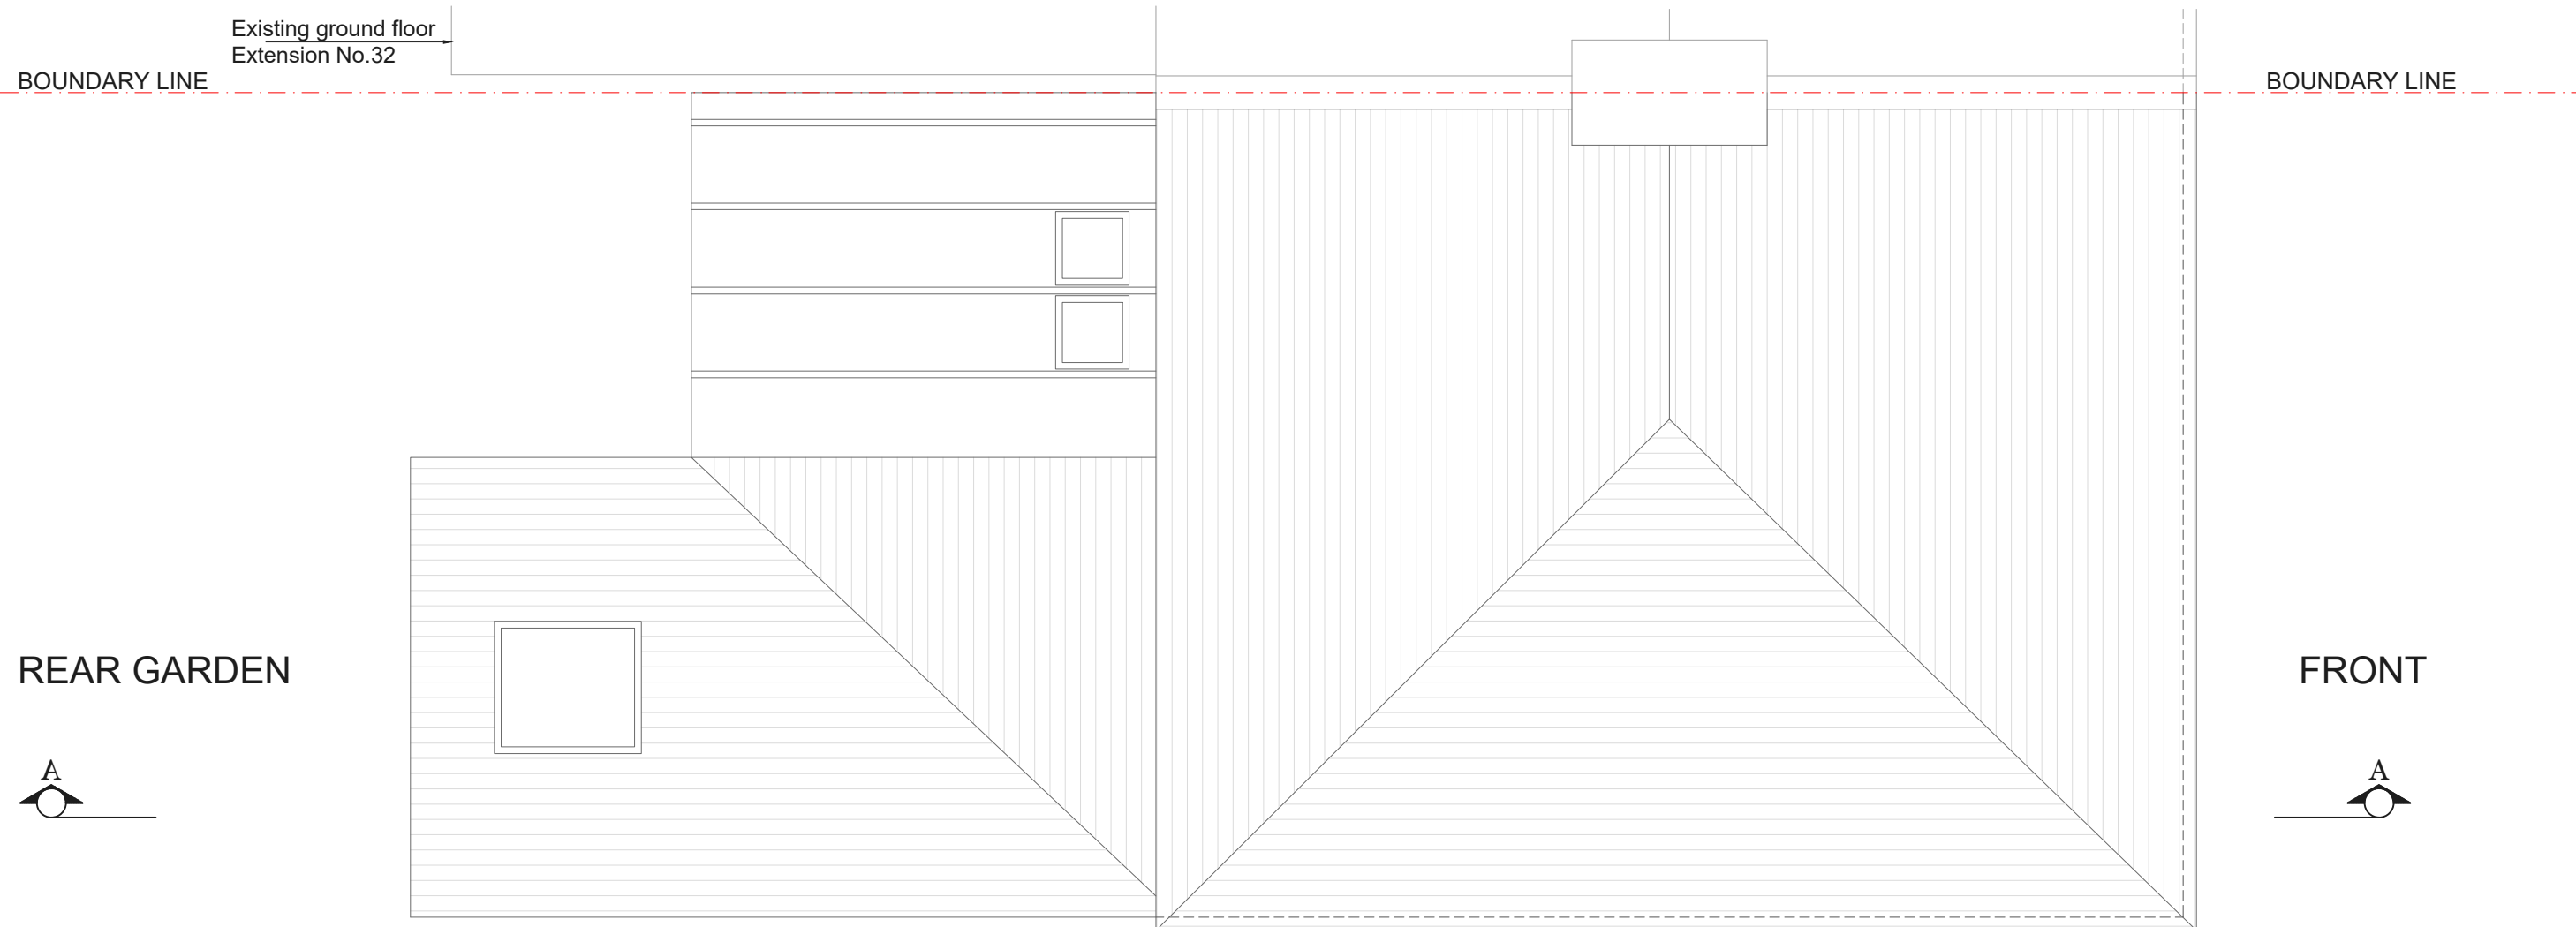 Existing ground floor
Extension No.32
BOUNDARY LINE
BOUNDARY LINE
REAR GARDEN
FRONT
A
A